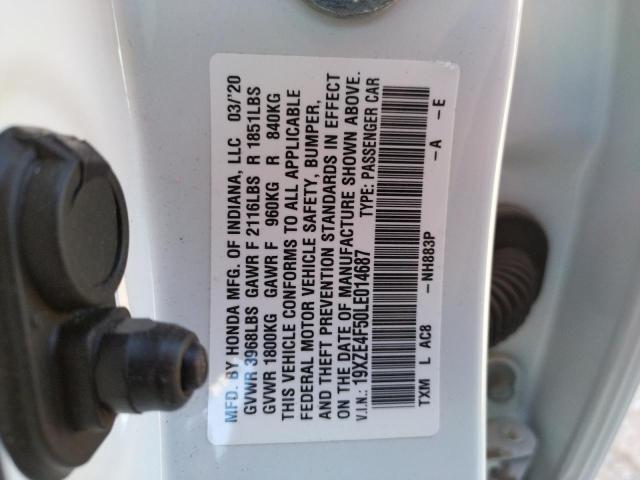 MFD. BY HONDA MFG. OF INDIANA, LLC 03/'20
GVWR 3968LBS GAWR F 2116LBS R 1851LBS
GVWR 1800KG GAWR F 960KG R 840KG
THIS VEHICLE CONFORMS TO ALL APPLICABLE
FEDERAL MOTOR VEHICLE SAFETY, BUMPER,
AND THEFT PREVENTION STANDARDS IN EFFECT
ON THE DATE OF MANUFACTURE SHOWN ABOVE.
V.I.N.: 19XZE4F50LE014687 TYPE: PASSENGER CAR
TXM L AC8 -NH883P -A -E